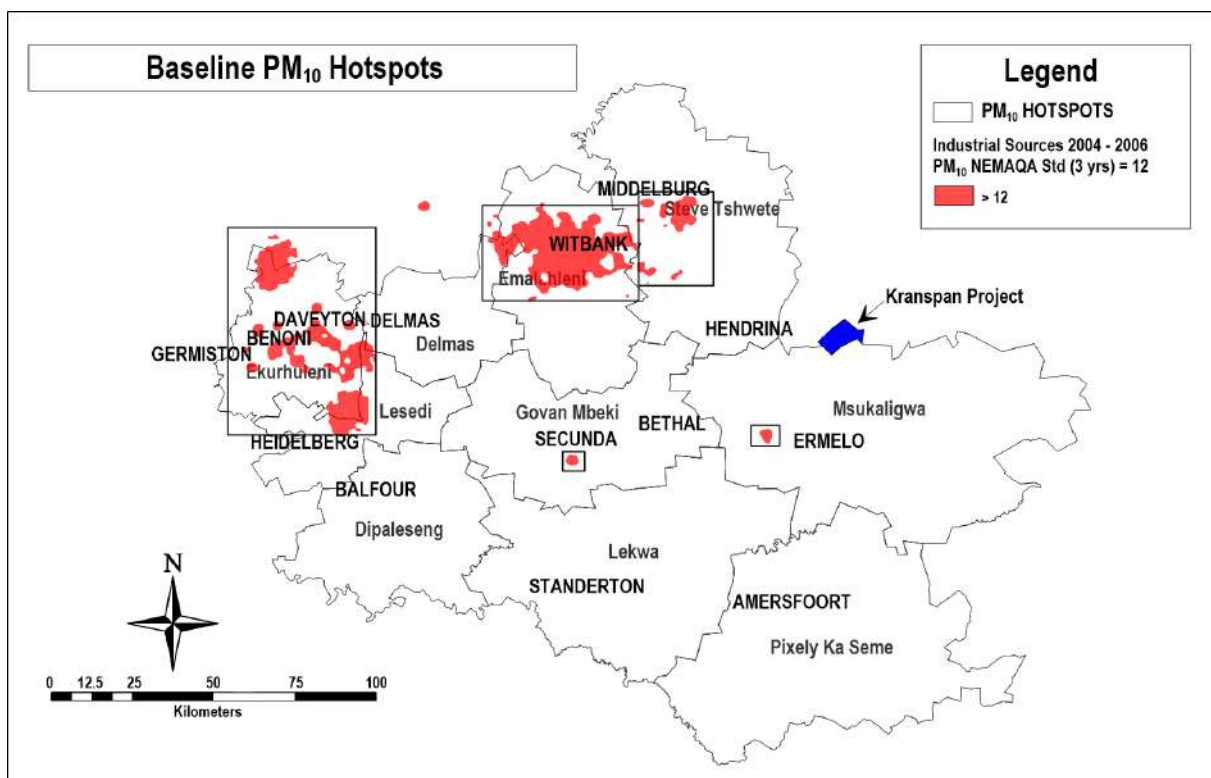 Baseline PM₁₀ Hotspots
Legend
PM₁₀ HOTSPOTS
Industrial Sources 2004 - 2006
PM₁₀ NEMAQA Std (3 yrs) = 12
> 12
MIDDELBURG
Steve Tshwete
WITBANK
Emalahleni
Kranspan Project
DAVEYTON
DELMAS
HENDRINA
BENONI
Delmas
GERMISTON
Ekurhuleni
Lesedi
Govan Mbeki
BETHAL
Msukaligwa
HEIDELBERG
SECUNDA
ERMELO
BALFOUR
Dipaleseng
Lekwa
STANDERTON
AMERSFOORT
Pixely Ka Seme
N
0 12.5 25 50 75 100
Kilometers